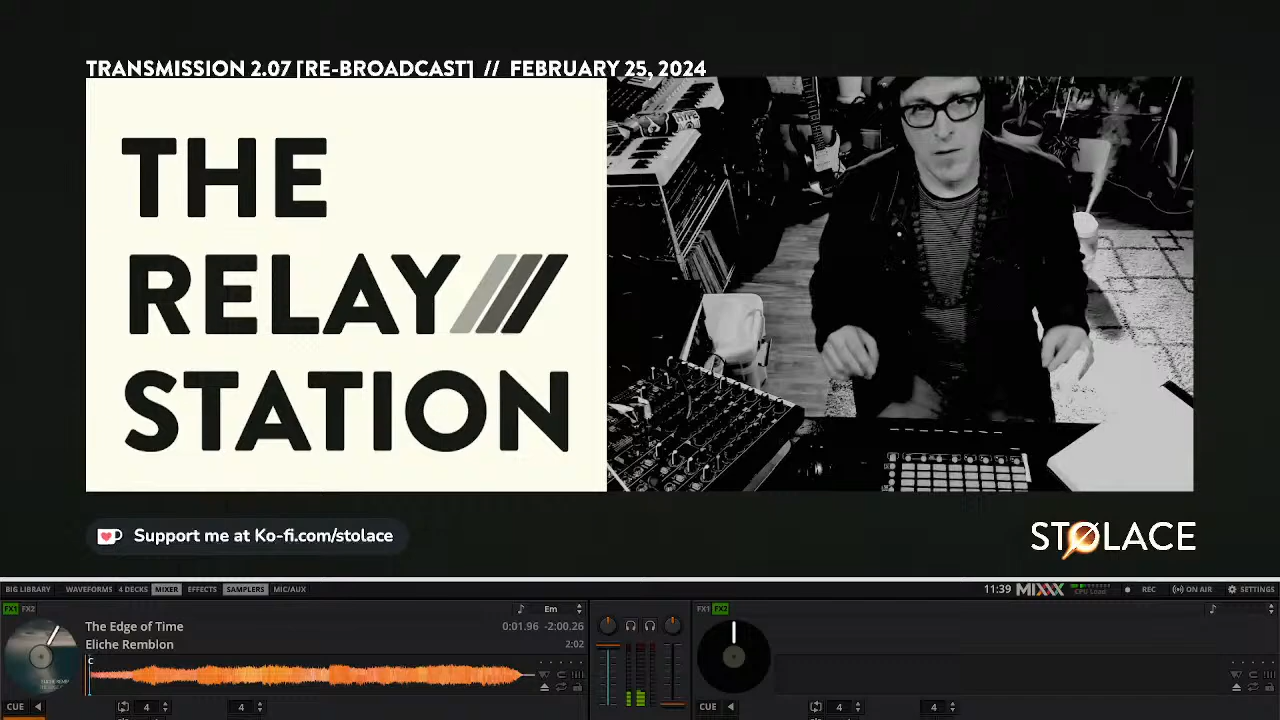 TRANSMISSION 2.07 [RE-BROADCAST] // FEBRUARY 25, 2024
THE
RELAY///
STATION
Support me at Ko-fi.com/stolace
STØLACE
BIG LIBRARY WAVEFORMS 4 DECKS MIXER EFFECTS SAMPLERS MIC/AUX 11:39 MIXXX CPU Load REC ON AIR SETTINGS
FX1 FX2 Em FX1 FX2
The Edge of Time 0:01.96 -2:00.26
Eliche Remblon 2:02
C
CUE 4 4 CUE 4 4